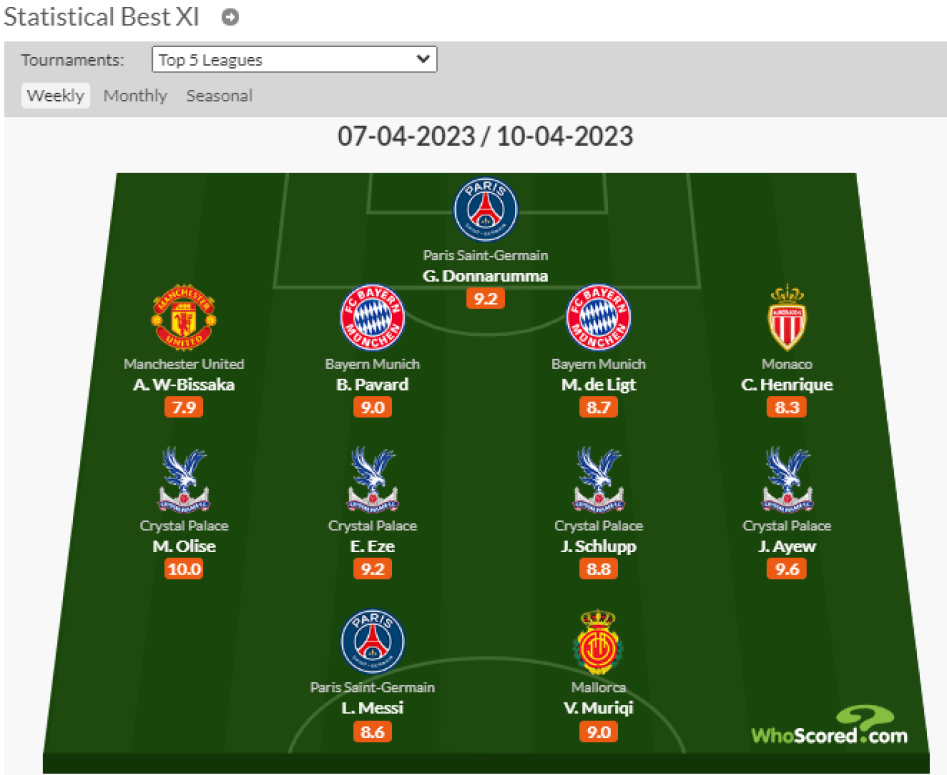 Statistical Best XI
Tournaments: Top 5 Leagues
Weekly Monthly Seasonal
07-04-2023 / 10-04-2023
PARIS
Paris Saint-Germain
G. Donnarumma
9.2
MANCHESTER UNITED
FC BAYERN MÜNCHEN
FC BAYERN MÜNCHEN
Manchester United Bayern Munich Bayern Munich Monaco
A. W-Bissaka B. Pavard M. de Ligt C. Henrique
7.9 9.0 8.7 8.3
Crystal Palace Crystal Palace Crystal Palace Crystal Palace
M. Olise E. Eze J. Schlupp J. Ayew
10.0 9.2 8.8 9.6
PARIS
Paris Saint-Germain Mallorca
L. Messi V. Muriqi
8.6 9.0
WhoScored.com